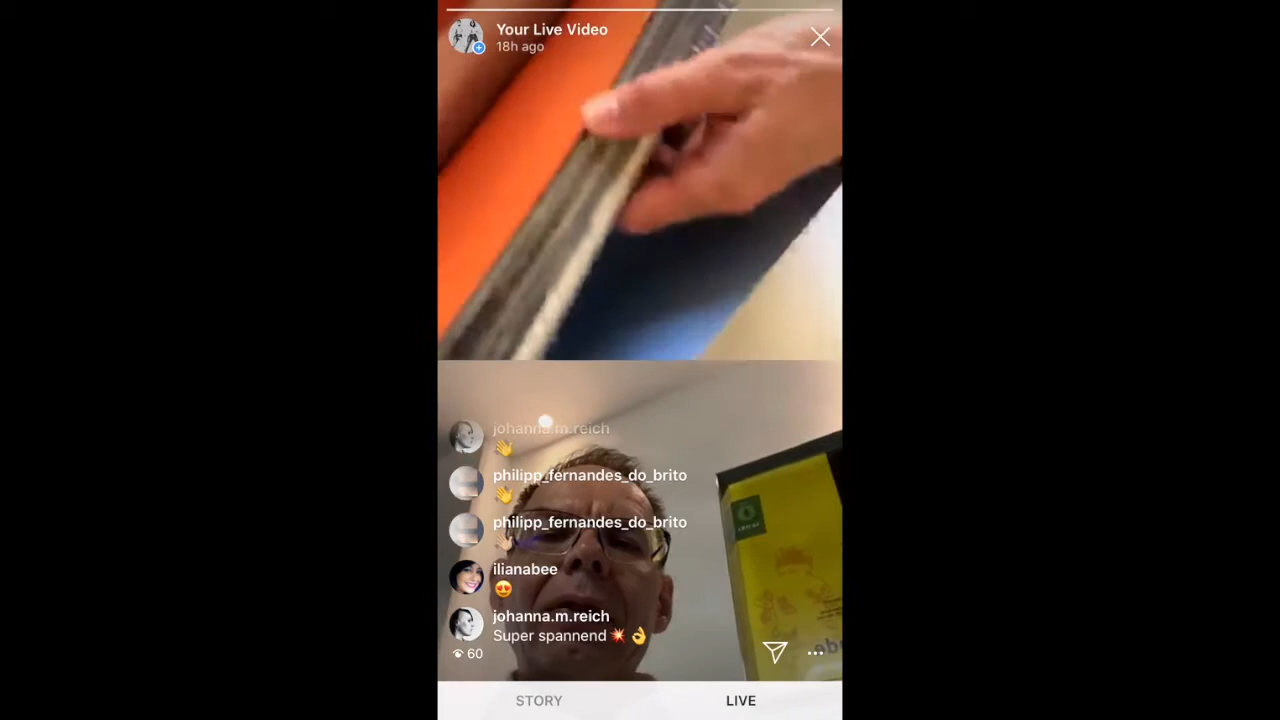 Your Live Video
18h ago
johanna.m.reich
👋
philipp_fernandes_do_brito
👋
philipp_fernandes_do_brito
👋🏼
ilianabee
😍
johanna.m.reich
Super spannend💥👌
60
STORY
LIVE